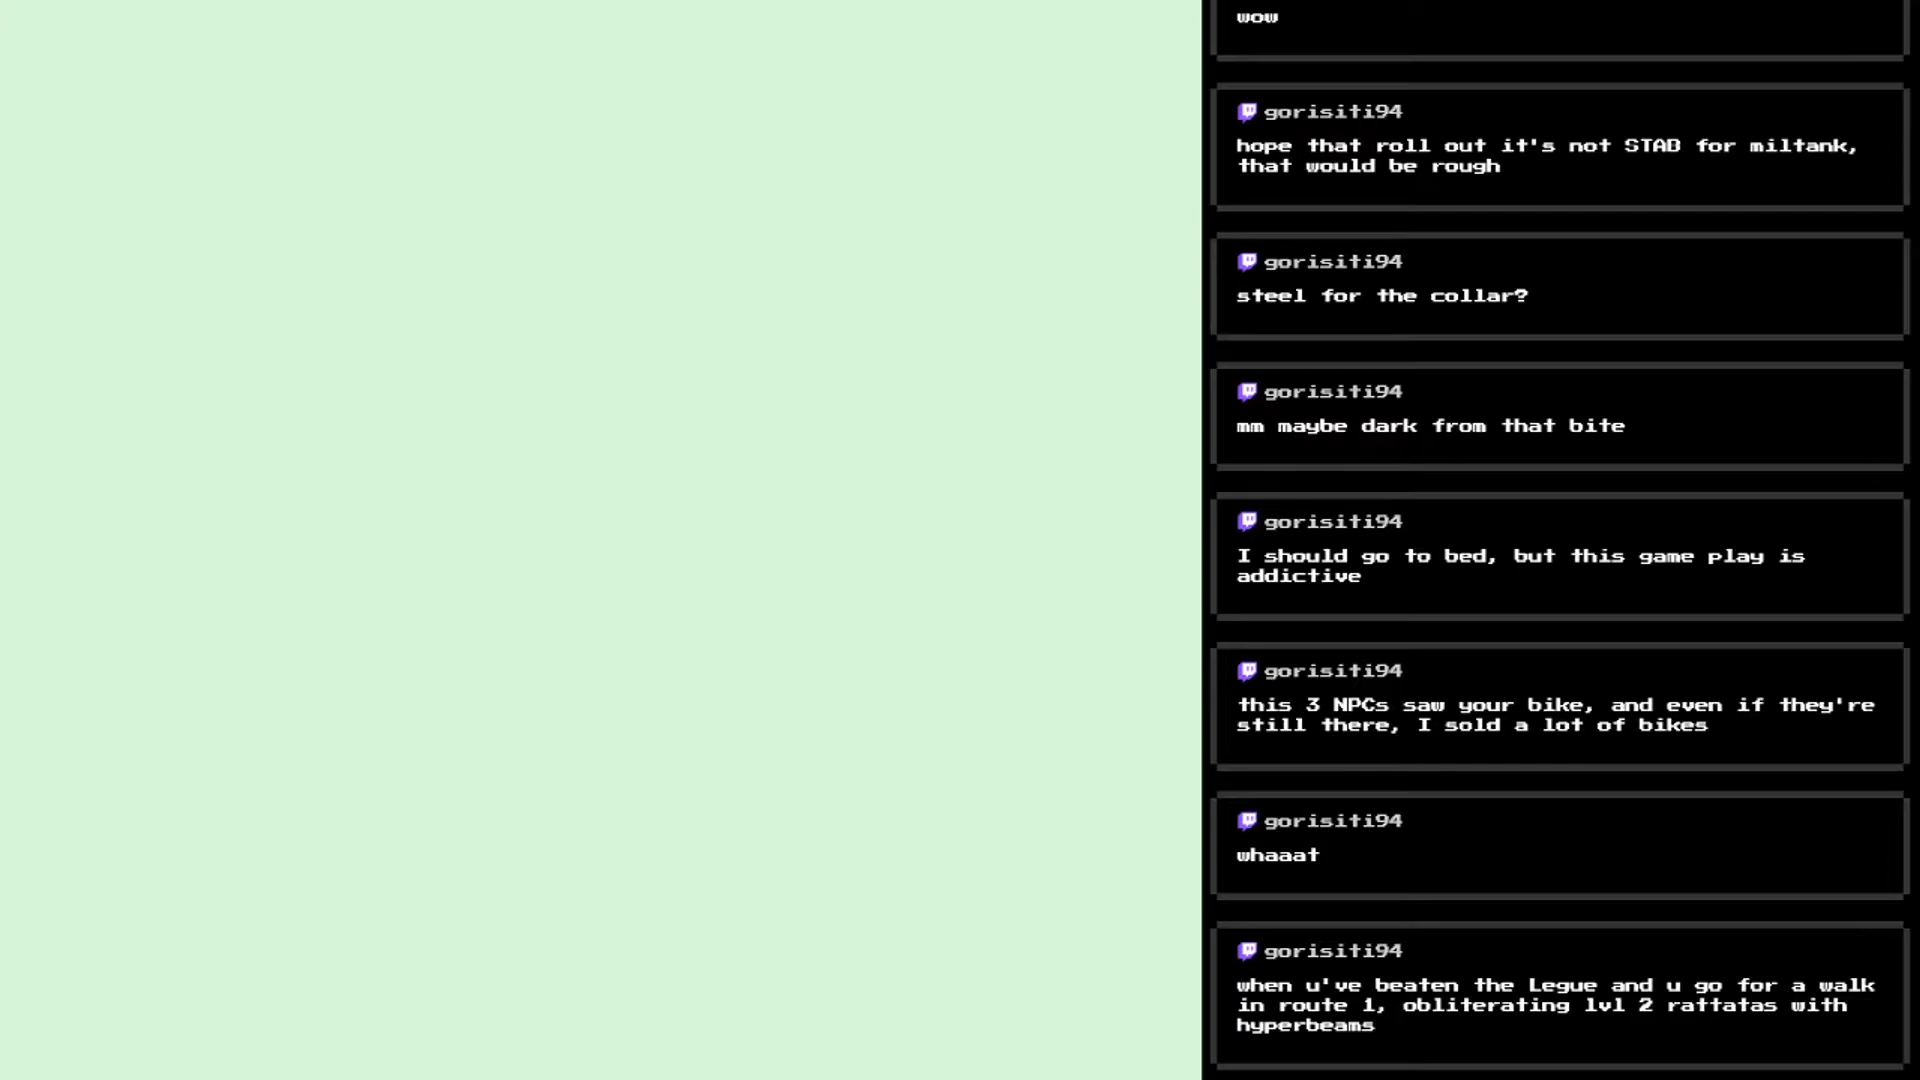 wow
gorisiti94
hope that roll out it's not STAB for miltank,
that would be rough
gorisiti94
steel for the collar?
gorisiti94
mm maybe dark from that bite
gorisiti94
I should go to bed, but this game play is
addictive
gorisiti94
this 3 NPCs saw your bike, and even if they're
still there, I sold a lot of bikes
gorisiti94
whaaat
gorisiti94
when u've beaten the Legue and u go for a walk
in route 1, obliterating lvl 2 rattatas with
hyperbeams